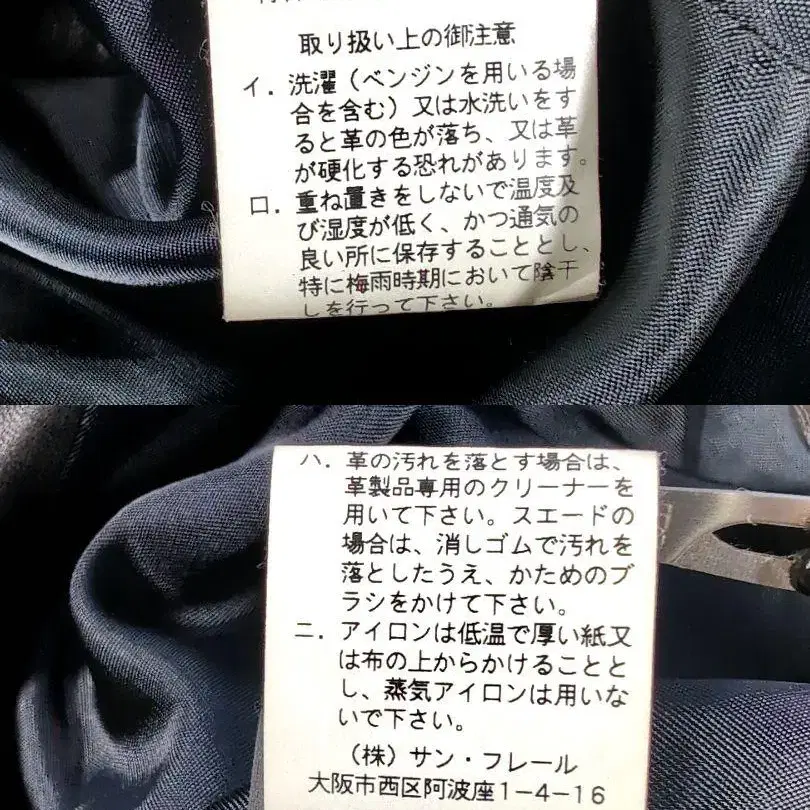 取り扱い上の御注意
イ．洗濯（ベンジンを用いる場
合を含む）又は水洗いをす
ると革の色が落ち、又は革
が硬化する恐れがあります。
ロ．重ね置きをしないで温度及
び湿度が低く、かつ通気の
良い所に保存することとし、
特に梅雨時期において陰干
しを行って下さい。
ハ．革の汚れを落とす場合は、
革製品専用のクリーナーを
用いて下さい。スエードの
場合は、消しゴムで汚れを
落としたうえ、かためのブ
ラシをかけて下さい。
ニ．アイロンは低温で厚い紙又
は布の上からかけることと
し、蒸気アイロンは用いな
いで下さい。
（株）サン・フレール
大阪市西区阿波座1-4-16